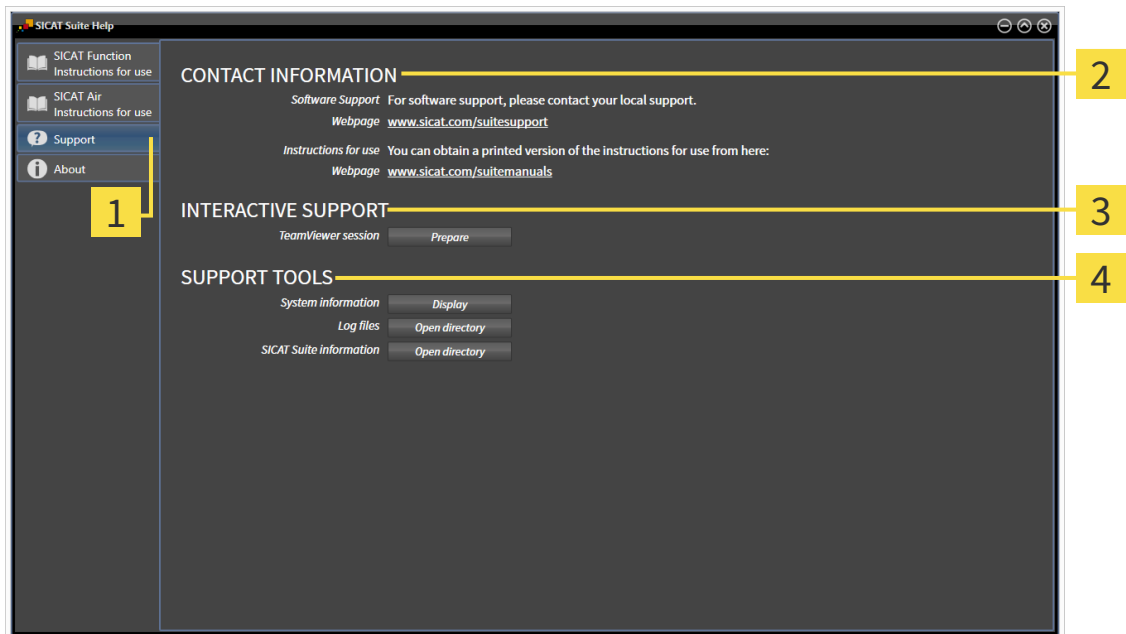 SICAT Suite Help
SICAT Function
Instructions for use
SICAT Air
Instructions for use
Support
About
1
CONTACT INFORMATION
2
Software Support For software support, please contact your local support.
Webpage www.sicat.com/suitesupport
Instructions for use You can obtain a printed version of the instructions for use from here:
Webpage www.sicat.com/suitemanuals
INTERACTIVE SUPPORT
3
TeamViewer session Prepare
SUPPORT TOOLS
4
System information Display
Log files Open directory
SICAT Suite information Open directory